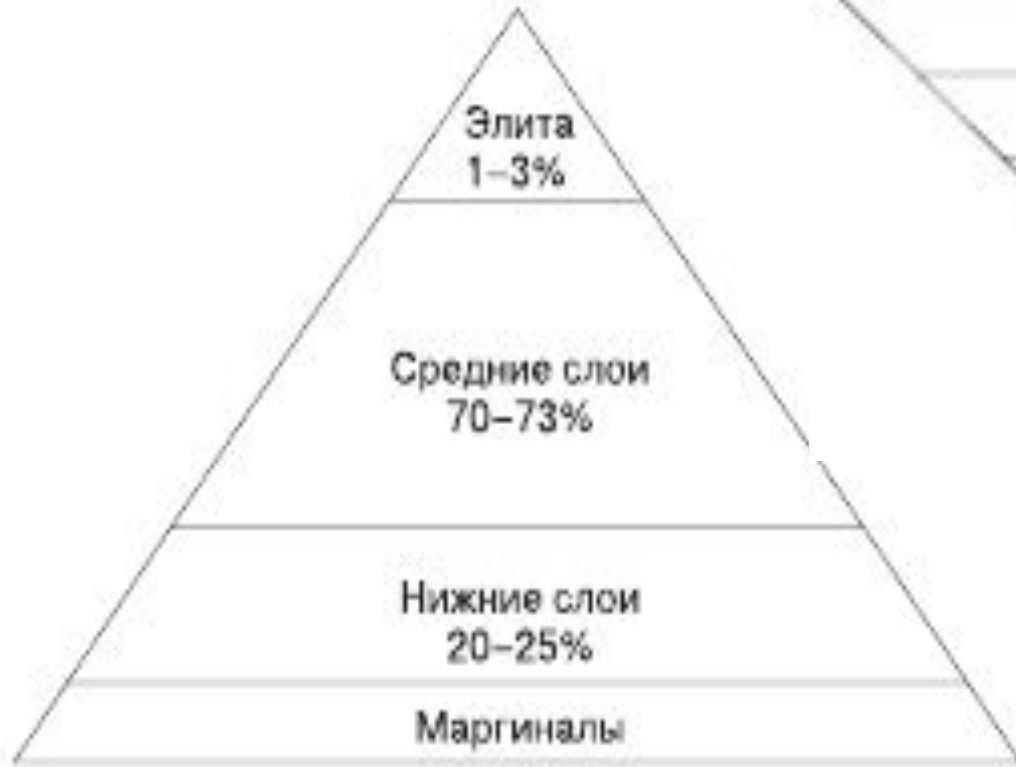 Элита
1–3%
Средние слои
70–73%
Нижние слои
20–25%
Маргиналы